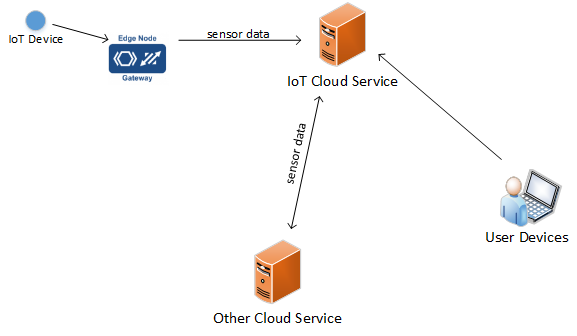 IoT Device
Edge Node
Gateway
sensor data
IoT Cloud Service
sensor data
User Devices
Other Cloud Service